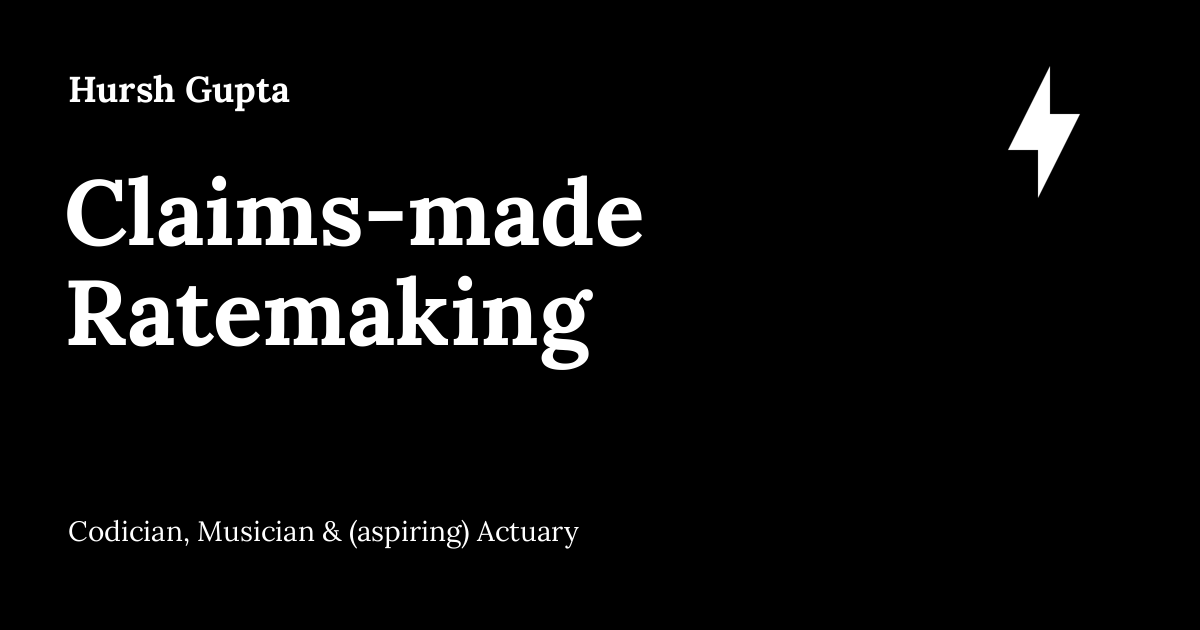 Hursh Gupta
Claims-made
Ratemaking
Codician, Musician & (aspiring) Actuary